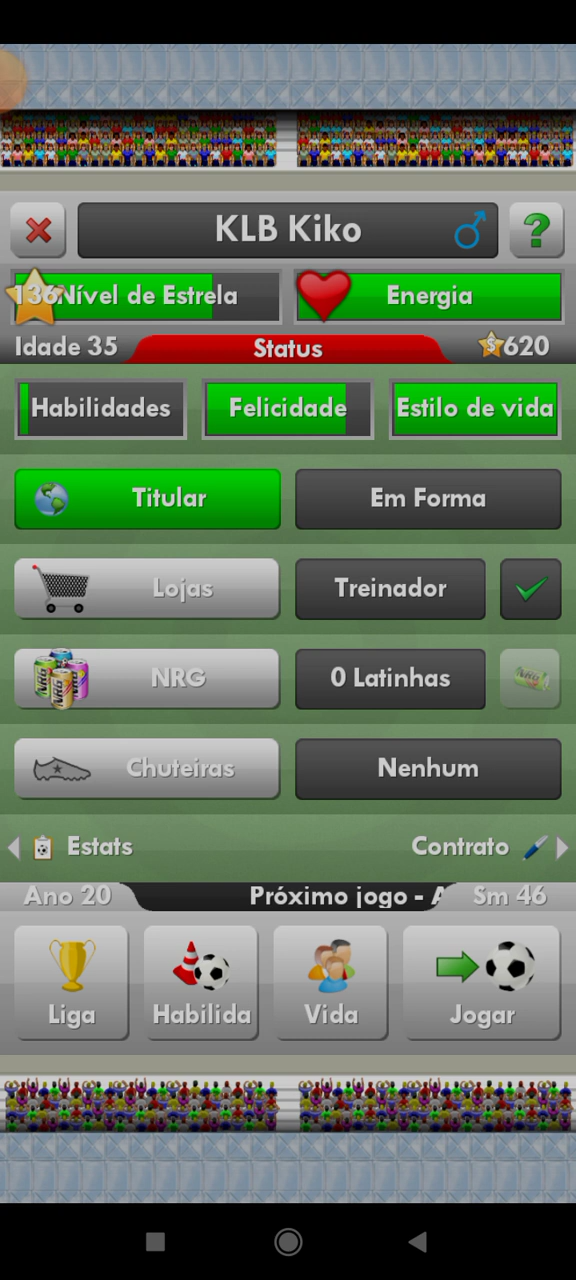 KLB Kiko
136 Nível de Estrela
Energia
Idade 35
Status
620
Habilidades
Felicidade
Estilo de vida
Titular
Em Forma
Lojas
Treinador
NRG
0 Latinhas
Chuteiras
Nenhum
Estats
Contrato
Ano 20
Próximo jogo - A
Sm 46
Liga
Habilida
Vida
Jogar